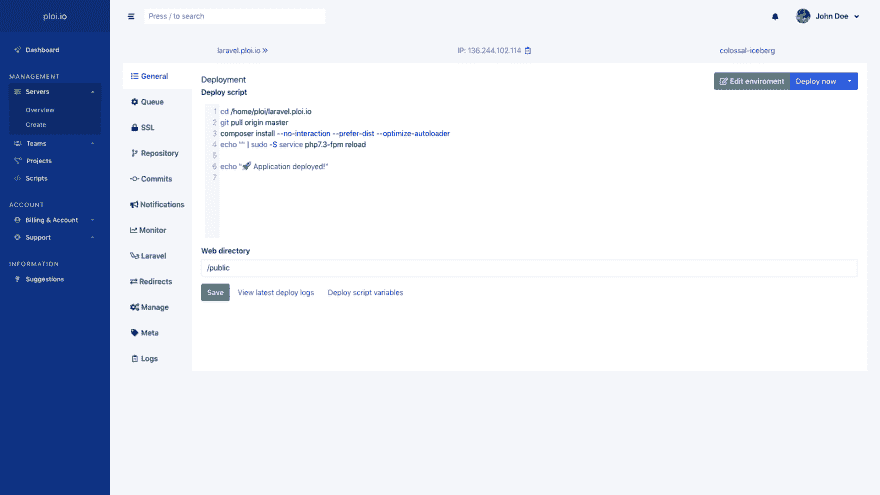 ploi.io
Press / to search
John Doe
Dashboard
MANAGEMENT
Servers
Overview
Create
Teams
Projects
Scripts
ACCOUNT
Billing & Account
Support
INFORMATION
Suggestions
laravel.ploi.io
IP: 136.244.102.114
colossal-iceberg
General
Queue
SSL
Repository
Commits
Notifications
Monitor
Laravel
Redirects
Manage
Meta
Logs
Deployment
Edit enviroment
Deploy now
Deploy script
1 cd /home/ploi/laravel.ploi.io
2 git pull origin master
3 composer install --no-interaction --prefer-dist --optimize-autoloader
4 echo "" | sudo -S service php7.3-fpm reload
5
6 echo "🚀 Application deployed!"
7
Web directory
/public
Save
View latest deploy logs
Deploy script variables